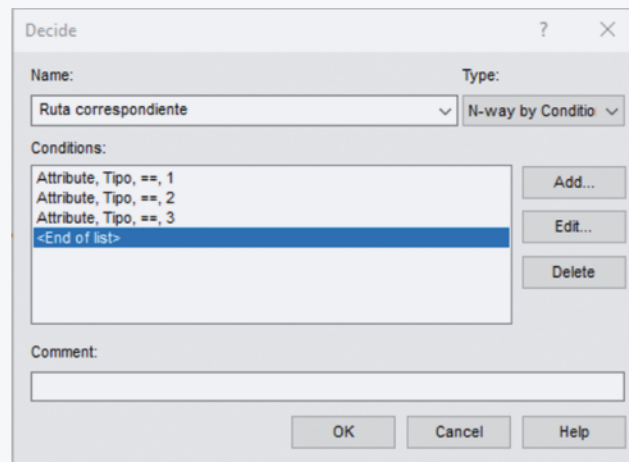 Decide
Name: Type:
Ruta correspondiente N-way by Conditio
Conditions:
Attribute, Tipo, ==, 1
Attribute, Tipo, ==, 2
Attribute, Tipo, ==, 3
<End of list>
Add...
Edit...
Delete
Comment:
OK Cancel Help